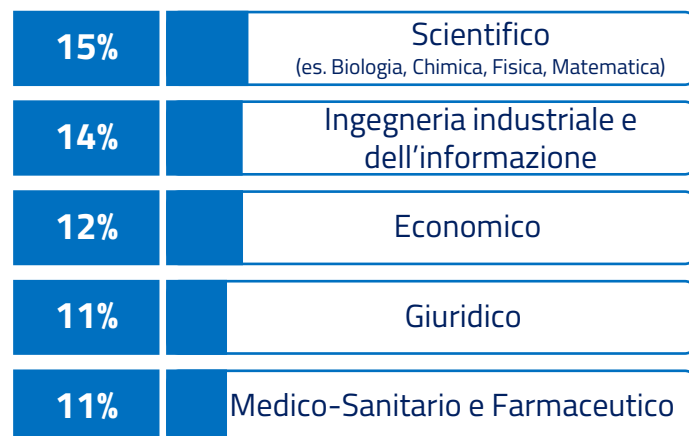 15%
Scientifico
(es. Biologia, Chimica, Fisica, Matematica)
14%
Ingegneria industriale e
dell’informazione
12%
Economico
11%
Giuridico
11%
Medico-Sanitario e Farmaceutico